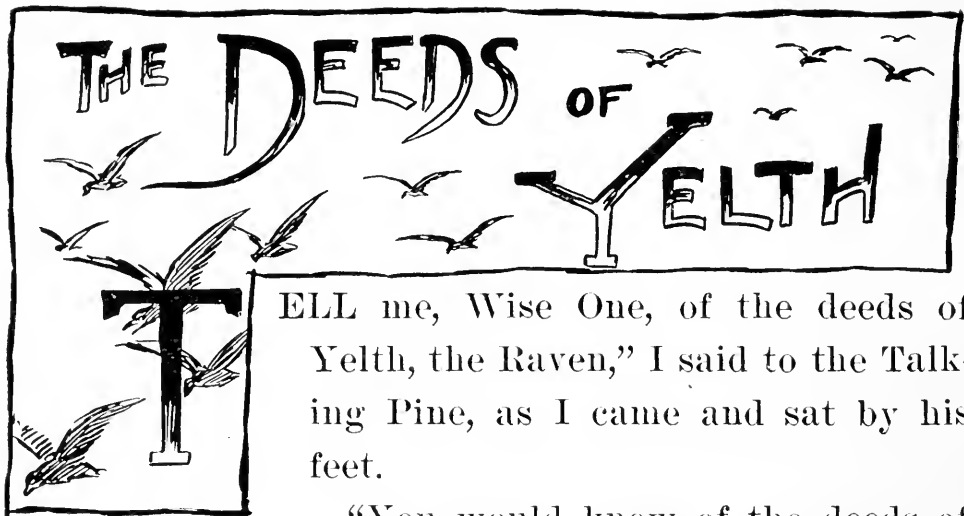 THE DEEDS OF YELTH
TELL me, Wise One, of the deeds of
Yelth, the Raven,” I said to the Talk-
ing Pine, as I came and sat by his
feet.
“You would know of the deeds of